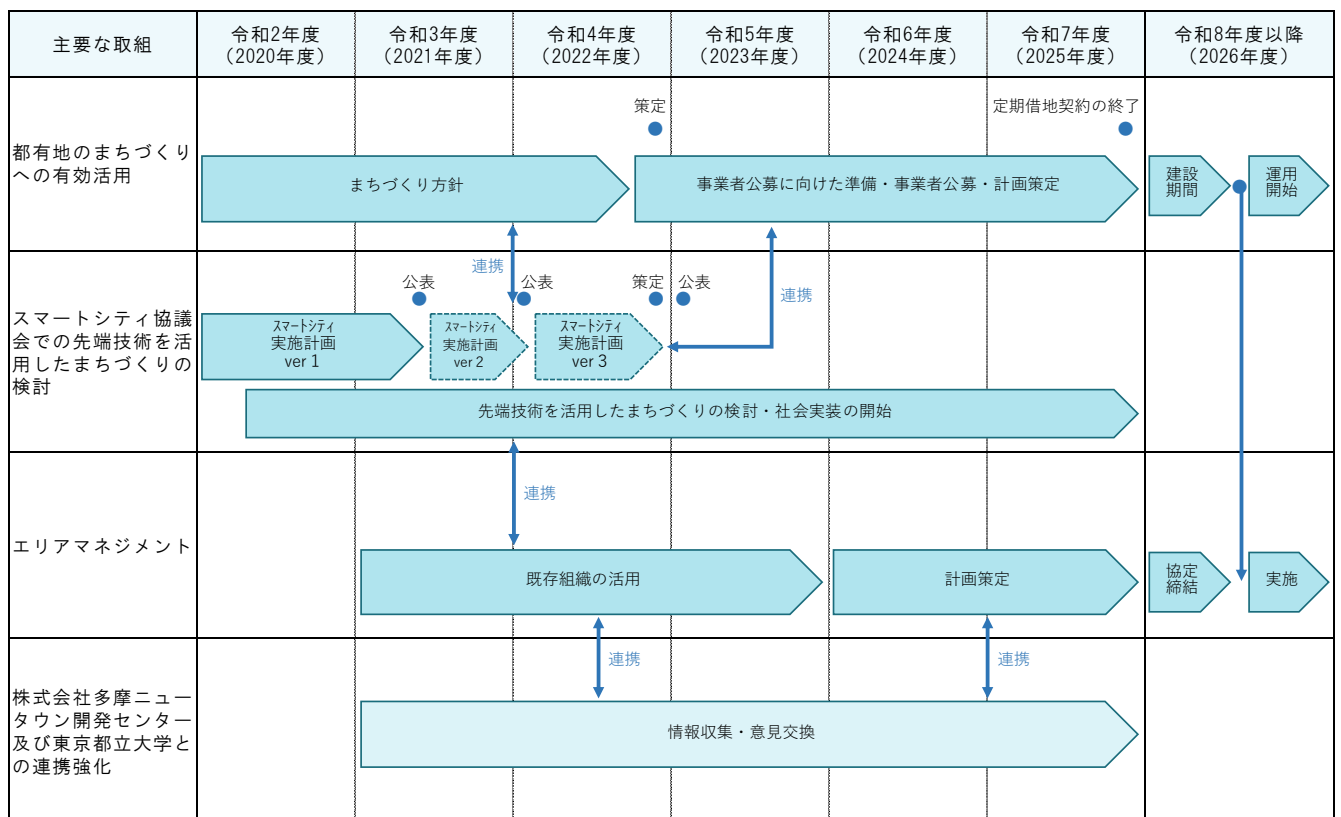 主要な取組
令和2年度
（2020年度）
令和3年度
（2021年度）
令和4年度
（2022年度）
令和5年度
（2023年度）
令和6年度
（2024年度）
令和7年度
（2025年度）
令和8年度以降
（2026年度）
都有地のまちづくり
への有効活用
策定
定期借地契約の終了
まちづくり方針
事業者公募に向けた準備・事業者公募・計画策定
建設
期間
運用
開始
連携
連携
スマートシティ協議
会での先端技術を活
用したまちづくりの
検討
公表
公表
策定
公表
スマートシティ
実施計画
ver 1
スマートシティ
実施計画
ver 2
スマートシティ
実施計画
ver 3
先端技術を活用したまちづくりの検討・社会実装の開始
連携
エリアマネジメント
既存組織の活用
計画策定
協定
締結
実施
連携
連携
株式会社多摩ニュー
タウン開発センター
及び東京都立大学と
の連携強化
情報収集・意見交換